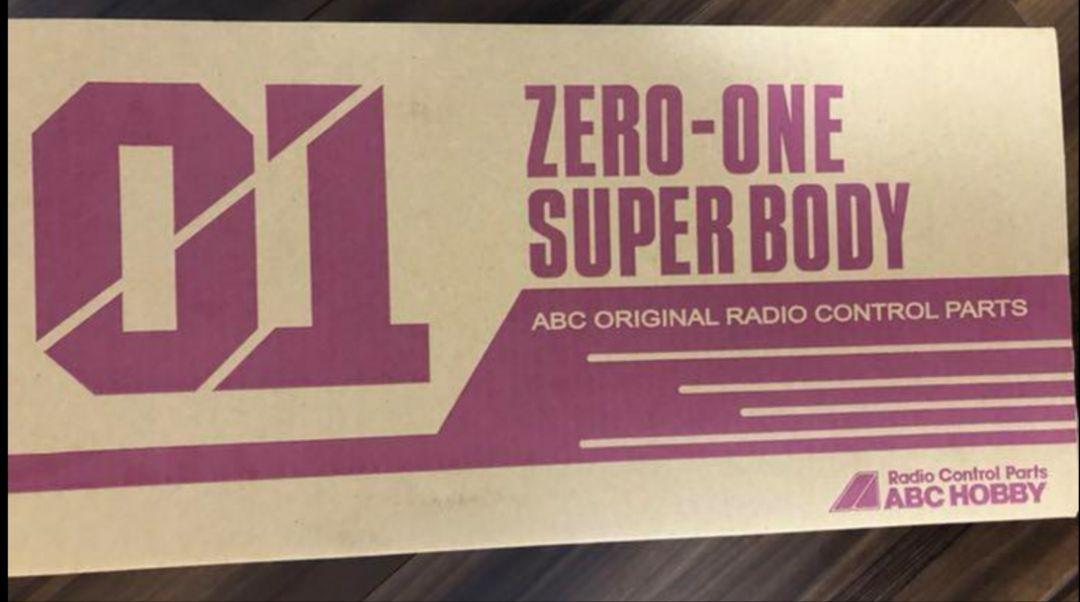 01
ZERO-ONE
SUPER BODY
ABC ORIGINAL RADIO CONTROL PARTS
Radio Control Parts
ABC HOBBY